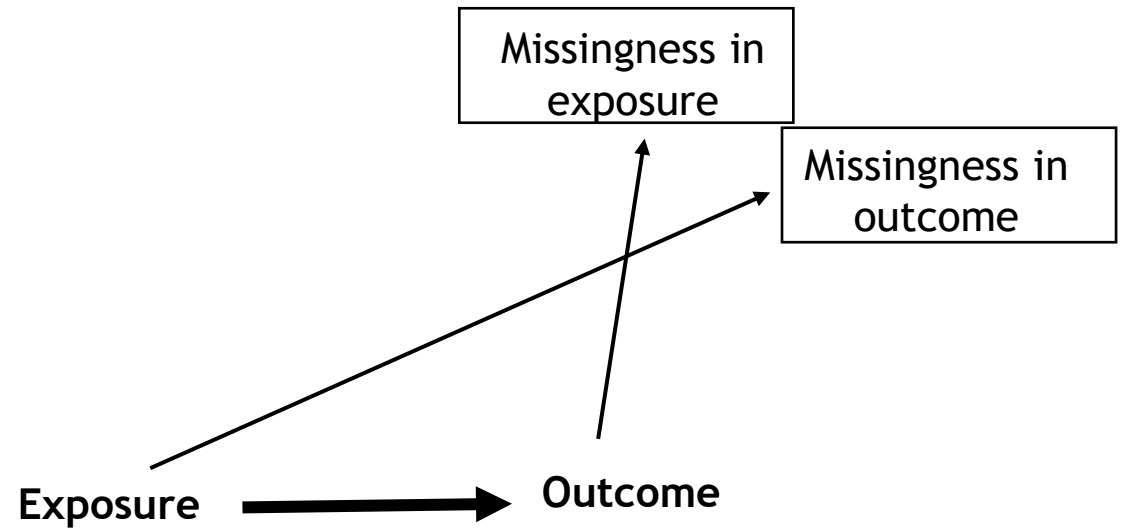 Missingness in
exposure
Missingness in
outcome
Exposure
Outcome